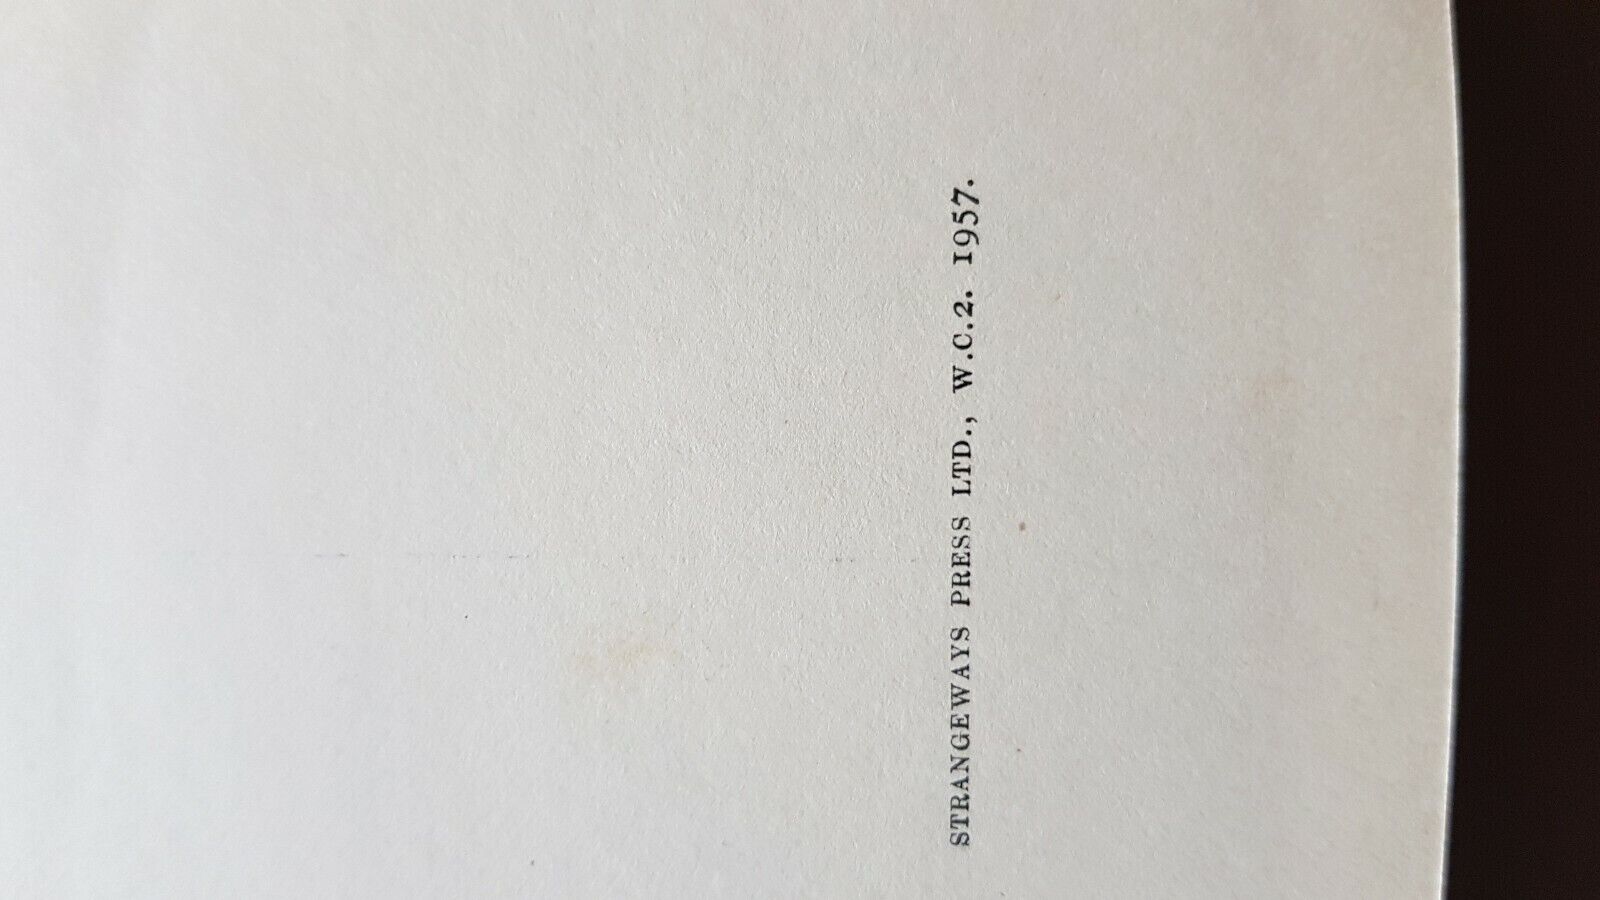 STRANGEWAYS PRESS LTD., W.C.2. 1957.